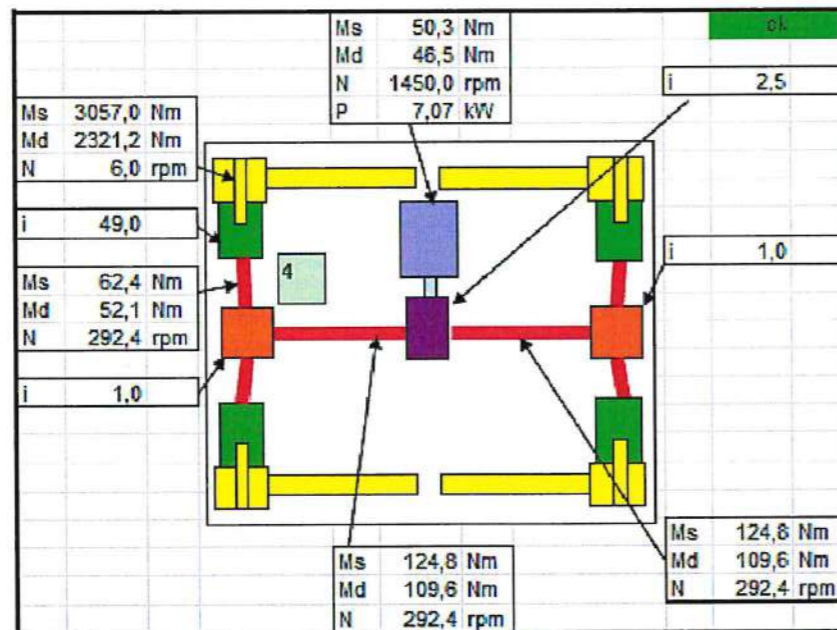 Ms 50,3 Nm
Md 46,5 Nm
N 1450,0 rpm
P 7,07 kW
ok
i 2,5
Ms 3057,0 Nm
Md 2321,2 Nm
N 6,0 rpm
i 49,0
Ms 62,4 Nm
Md 52,1 Nm
N 292,4 rpm
4
i 1,0
i 1,0
Ms 124,8 Nm
Md 109,6 Nm
N 292,4 rpm
Ms 124,8 Nm
Md 109,6 Nm
N 292,4 rpm